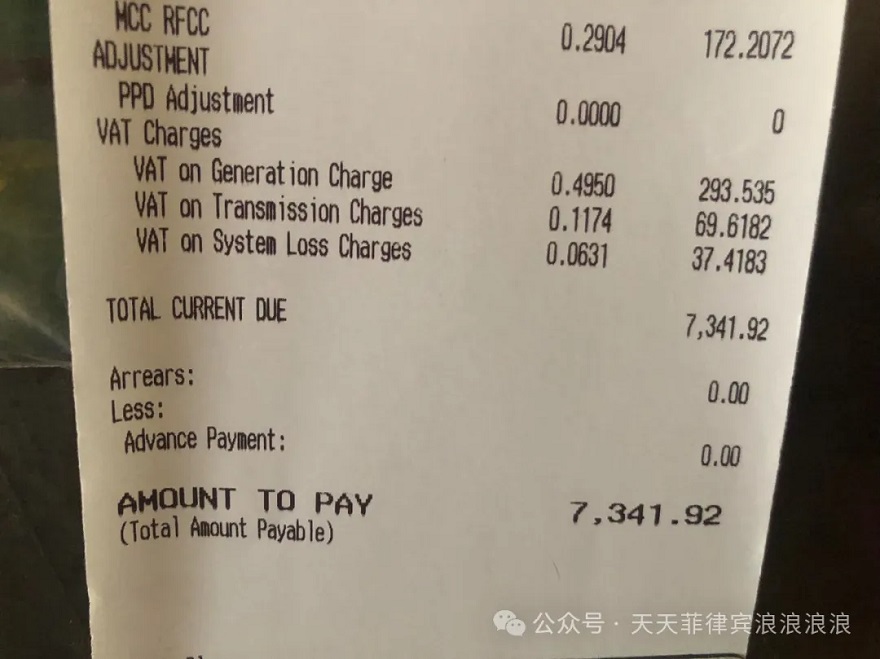 MCC RFCC 0.2904 172.2072
ADJUSTMENT
PPD Adjustment 0.0000 0
VAT Charges
VAT on Generation Charge 0.4950 293.535
VAT on Transmission Charges 0.1174 69.6182
VAT on System Loss Charges 0.0631 37.4183
TOTAL CURRENT DUE 7,341.92
Arrears: 0.00
Less:
Advance Payment: 0.00
AMOUNT TO PAY 7,341.92
(Total Amount Payable)
公众号 · 天天菲律宾浪浪浪浪